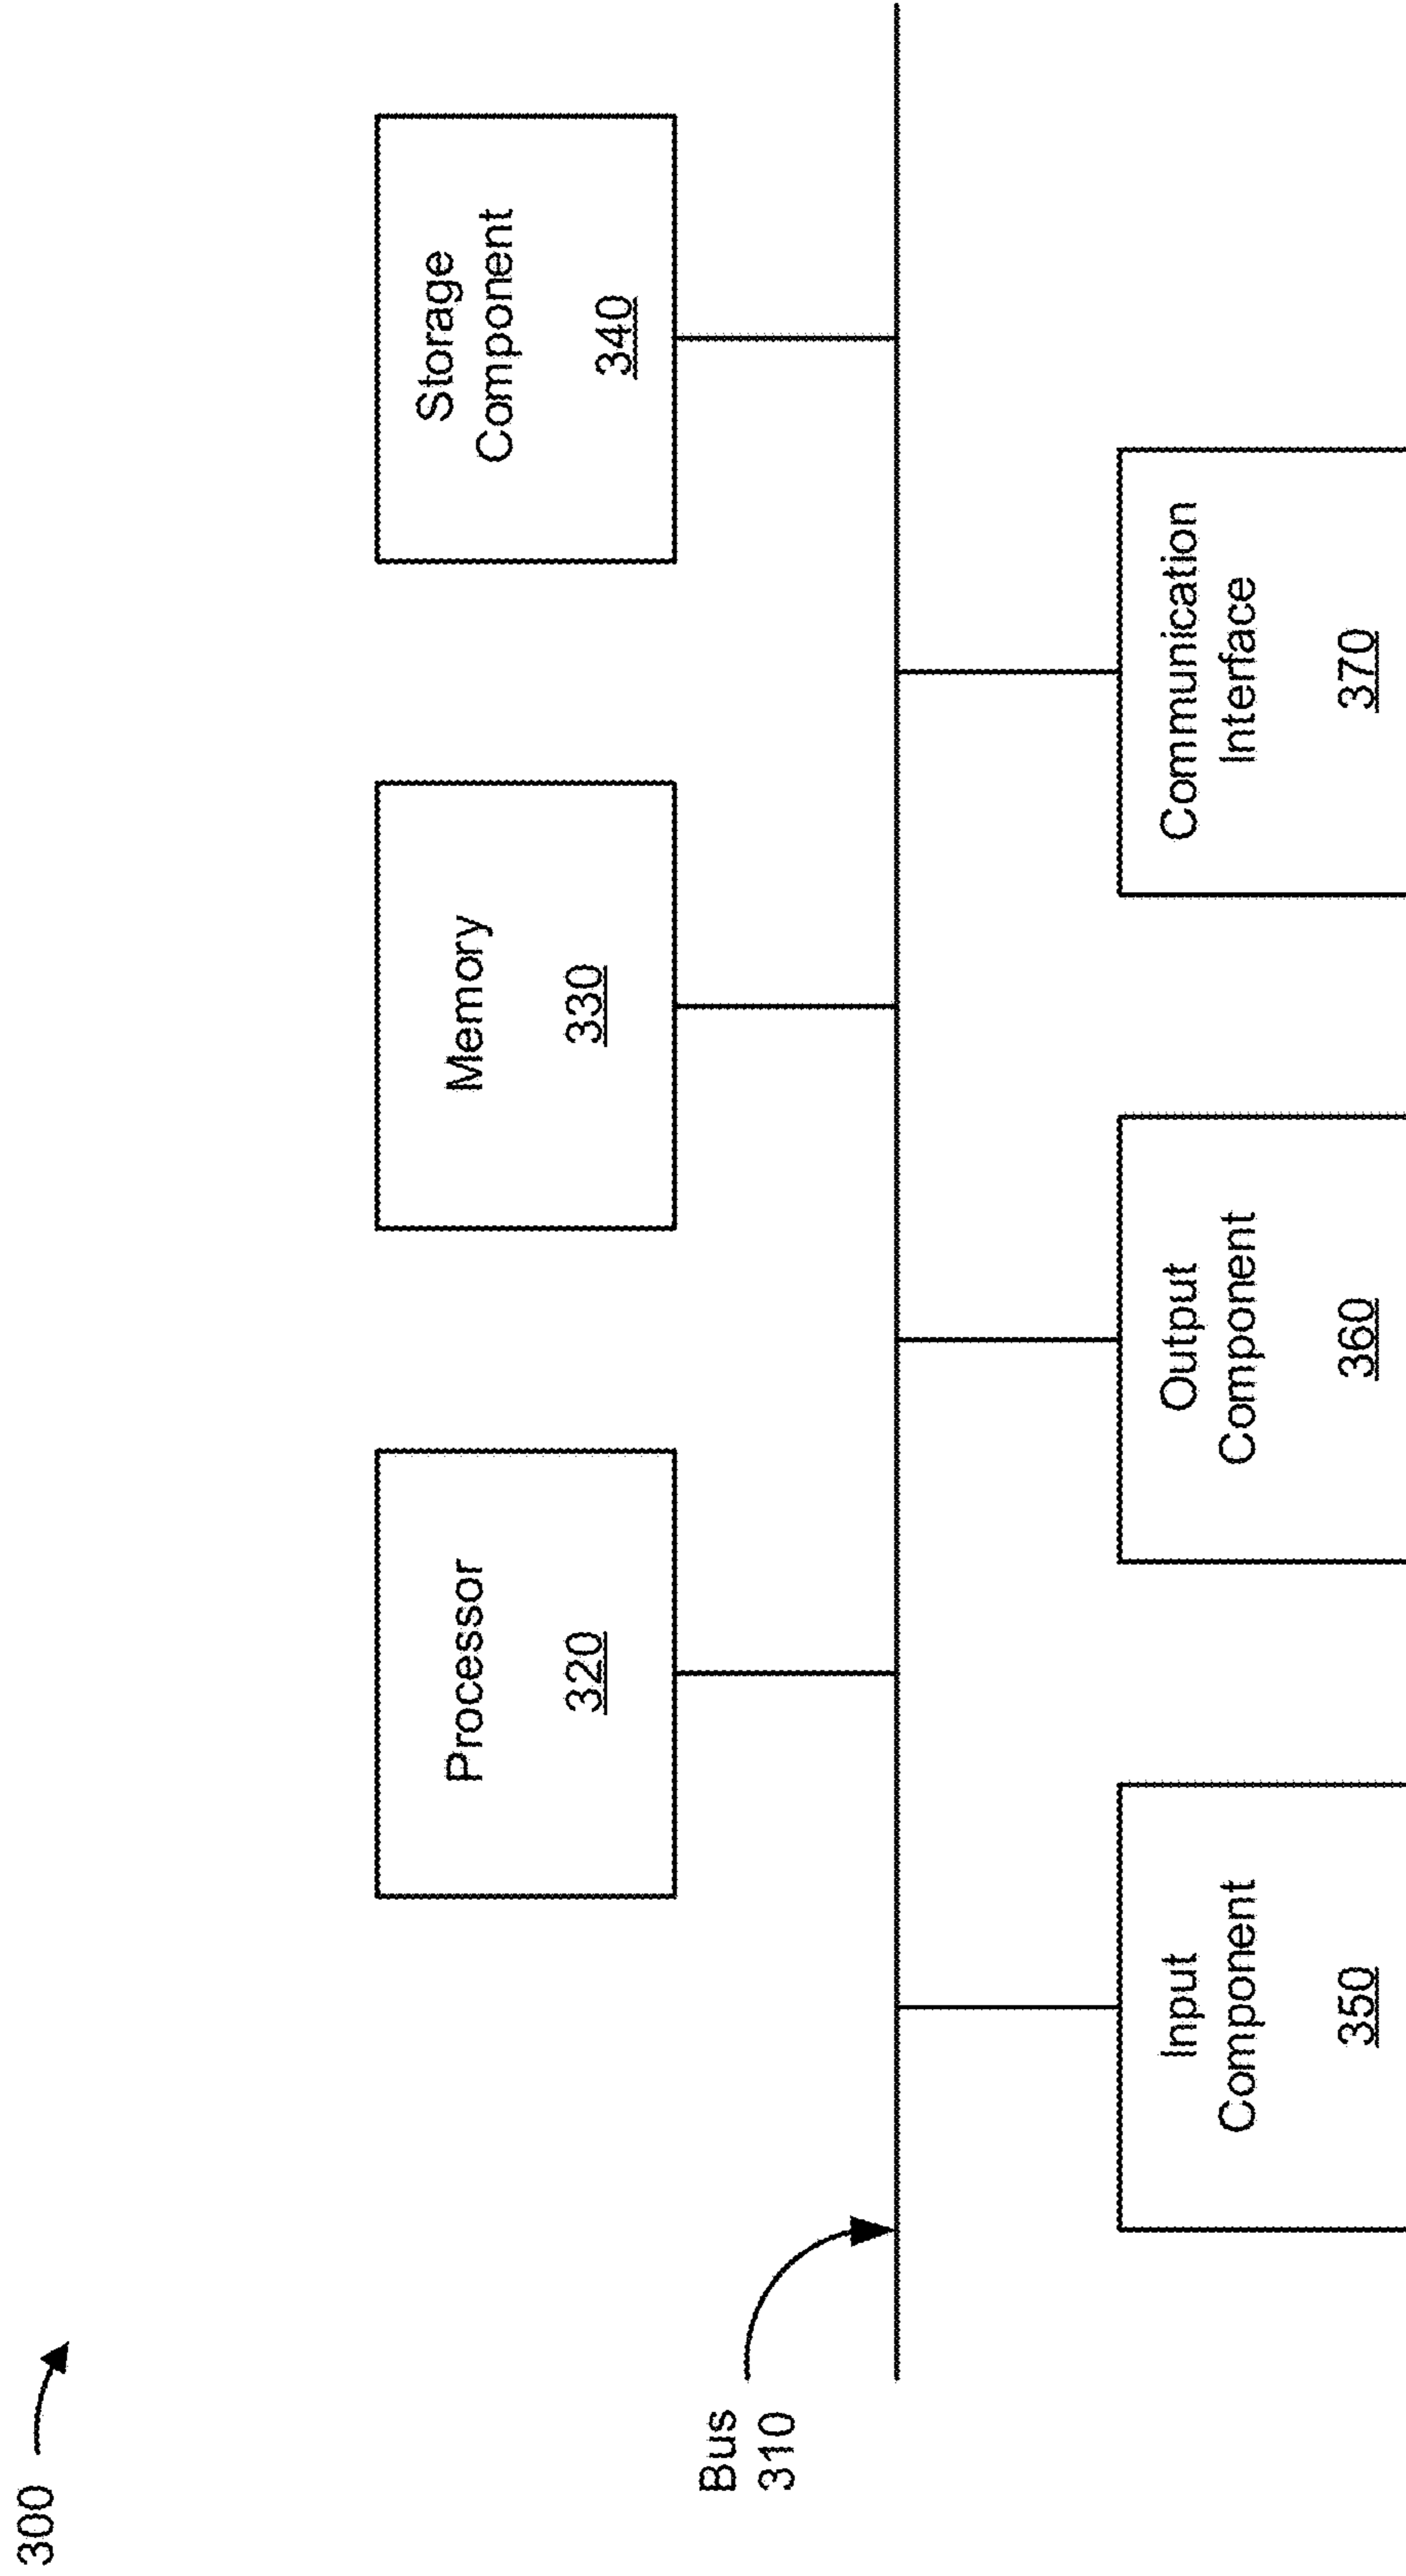 300
Processor
320
Memory
330
Storage
Component
340
Bus
310
Input
Component
350
Output
Component
360
Communication
Interface
370